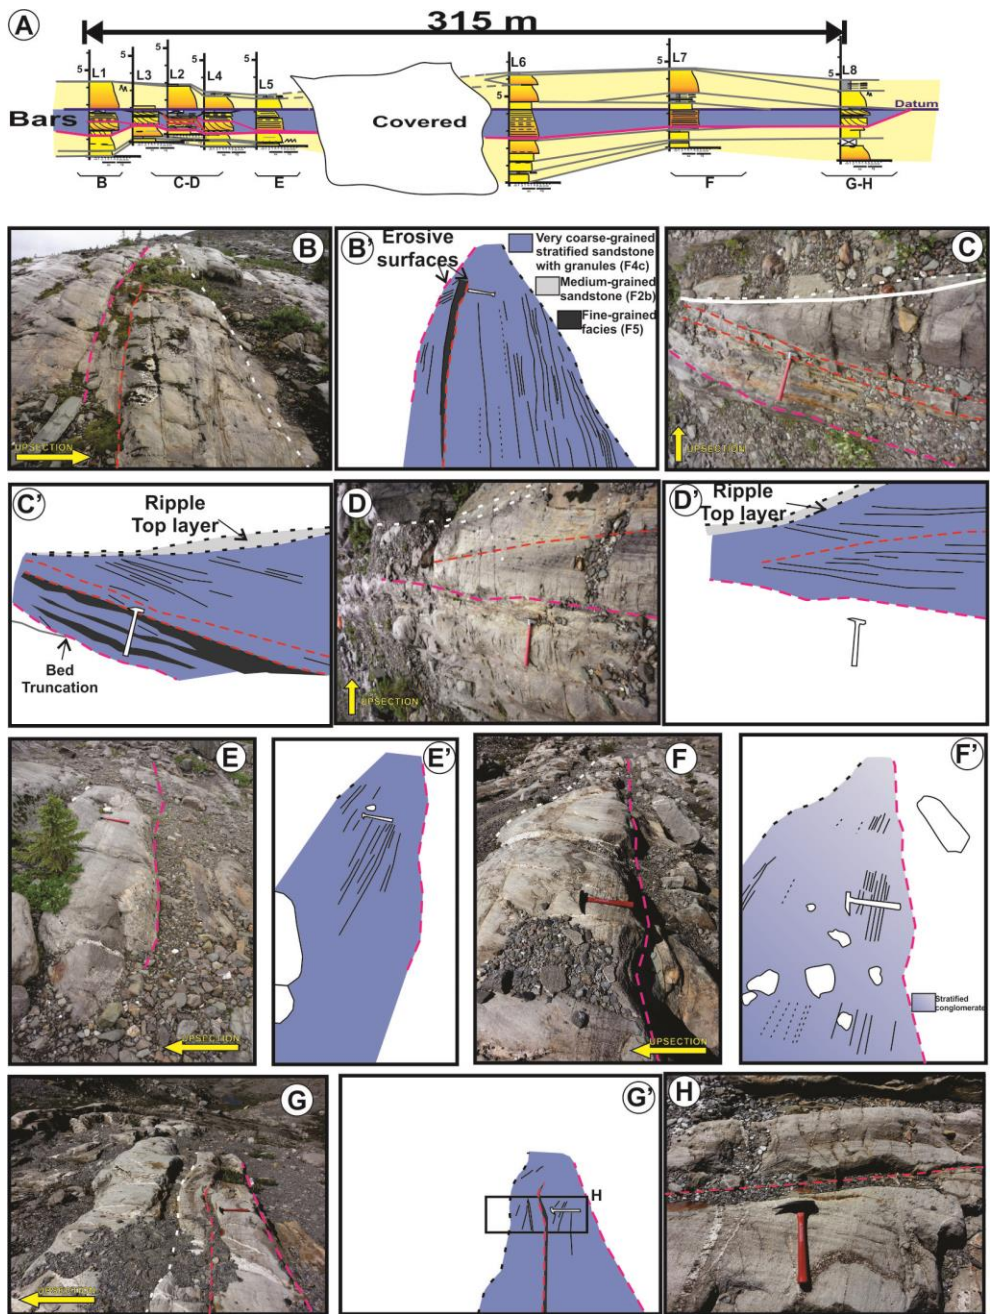 A
315 m
5
L1
L3
5
L2
L4
5
L5
5
L6
5
L7
5
L8
Datum
Bars
Covered
B
C-D
E
F
G-H
B
UPSECTION
B'
Erosive
surfaces
Very coarse-grained
stratified sandstone
with granules (F4c)
Medium-grained
sandstone (F2b)
Fine-grained
facies (F5)
C
UPSECTION
C'
Ripple
Top layer
Bed
Truncation
D
UPSECTION
D'
Ripple
Top layer
E
UPSECTION
E'
F
UPSECTION
F'
Stratified
conglomerate
G
UPSECTION
G'
H
H